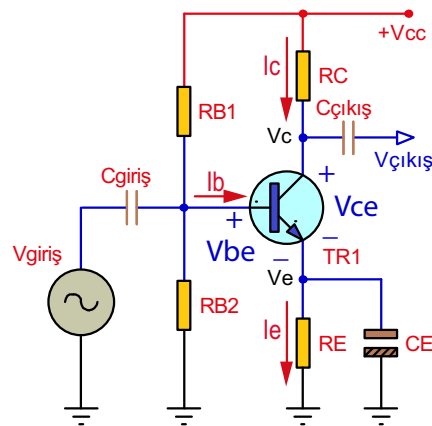 +Vcc
Ic
RC
RB1
Cçıkış
Vc
Vçıkış
Cgiriş
Ib
+
+
Vce
Vbe
Vgiriş
−
−
TR1
Ve
RB2
Ie
RE
CE